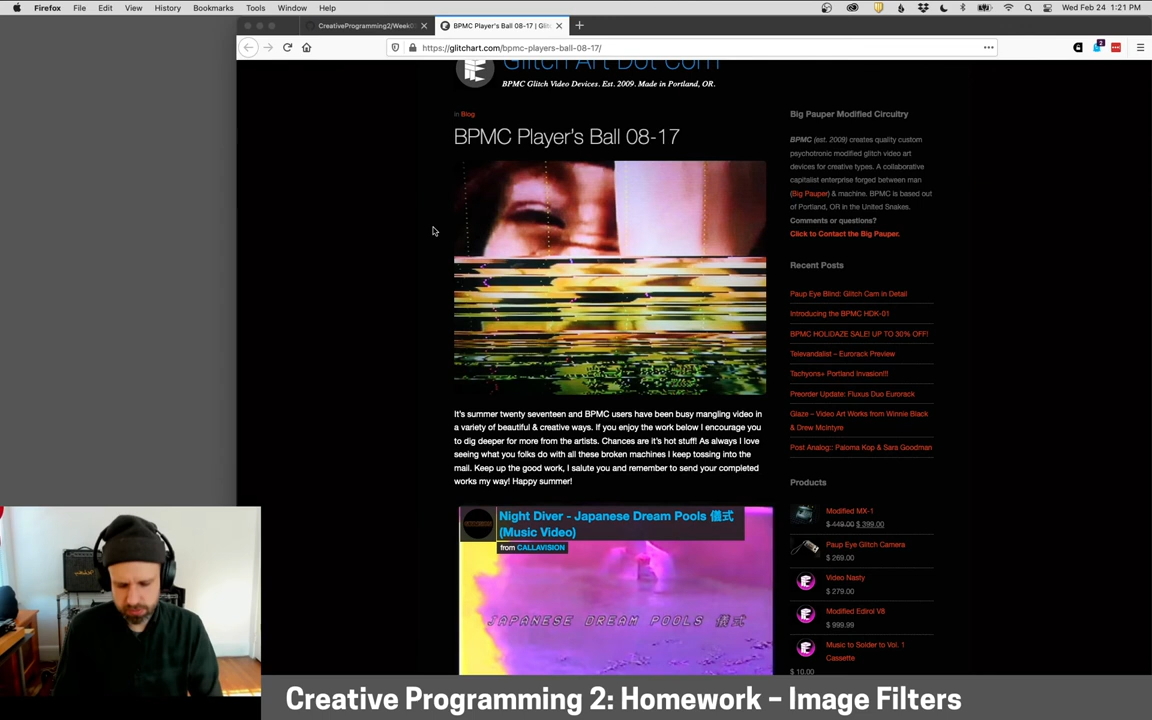 Firefox File Edit View History Bookmarks Tools Window Help
Wed Feb 24 1:21 PM
CreativeProgramming2/Week0
BPMC Player's Ball 08-17 | Glitc
https://glitchart.com/bpmc-players-ball-08-17/
Glitch Art Dot Com
BPMC Glitch Video Devices. Est. 2009. Made in Portland, OR.
in Blog
BPMC Player's Ball 08-17
It's summer twenty seventeen and BPMC users have been busy mangling video in
a variety of beautiful & creative ways. If you enjoy the work below I encourage you
to dig deeper for more from the artists. Chances are it's hot stuff! As always I love
seeing what you folks do with all these broken machines I keep tossing into the
mail. Keep up the good work, I salute you and remember to send your completed
works my way! Happy summer!
Night Diver - Japanese Dream Pools 儀式
(Music Video)
from CALLAVISION
JAPANESE DREAM POOLS 儀式
Big Pauper Modified Circuitry
BPMC (est. 2009) creates quality custom
psychotronic modified glitch video art
devices for creative types. A collaborative
capitalist enterprise forged between man
(Big Pauper) & machine. BPMC is based out
of Portland, OR in the United Snakes.
Comments or questions?
Click to Contact the Big Pauper.
Recent Posts
Paup Eye Blind: Glitch Cam in Detail
Introducing the BPMC HDK-01
BPMC HOLIDAZE SALE! UP TO 30% OFF!
Televandalist – Eurorack Preview
Tachyons+ Portland Invasion!!!
Preorder Update: Fluxus Duo Eurorack
Glaze – Video Art Works from Winnie Black
& Drew McIntyre
Post Analog:: Paloma Kop & Sara Goodman
Products
Modified MX-1
$ 449.00 $ 399.00
Paup Eye Glitch Camera
$ 269.00
Video Nasty
$ 279.00
Modified Edirol V8
$ 999.99
Music to Solder to Vol. 1
Cassette
$ 10.00
Creative Programming 2: Homework – Image Filters